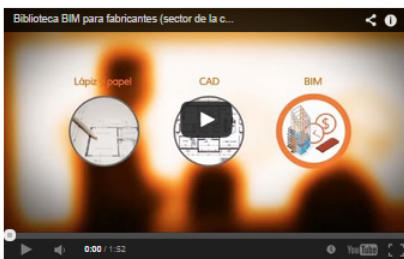 Biblioteca BIM para fabricantes (sector de la c...
Lápiz y papel
CAD
BIM
0:00 / 1:52
YouTube